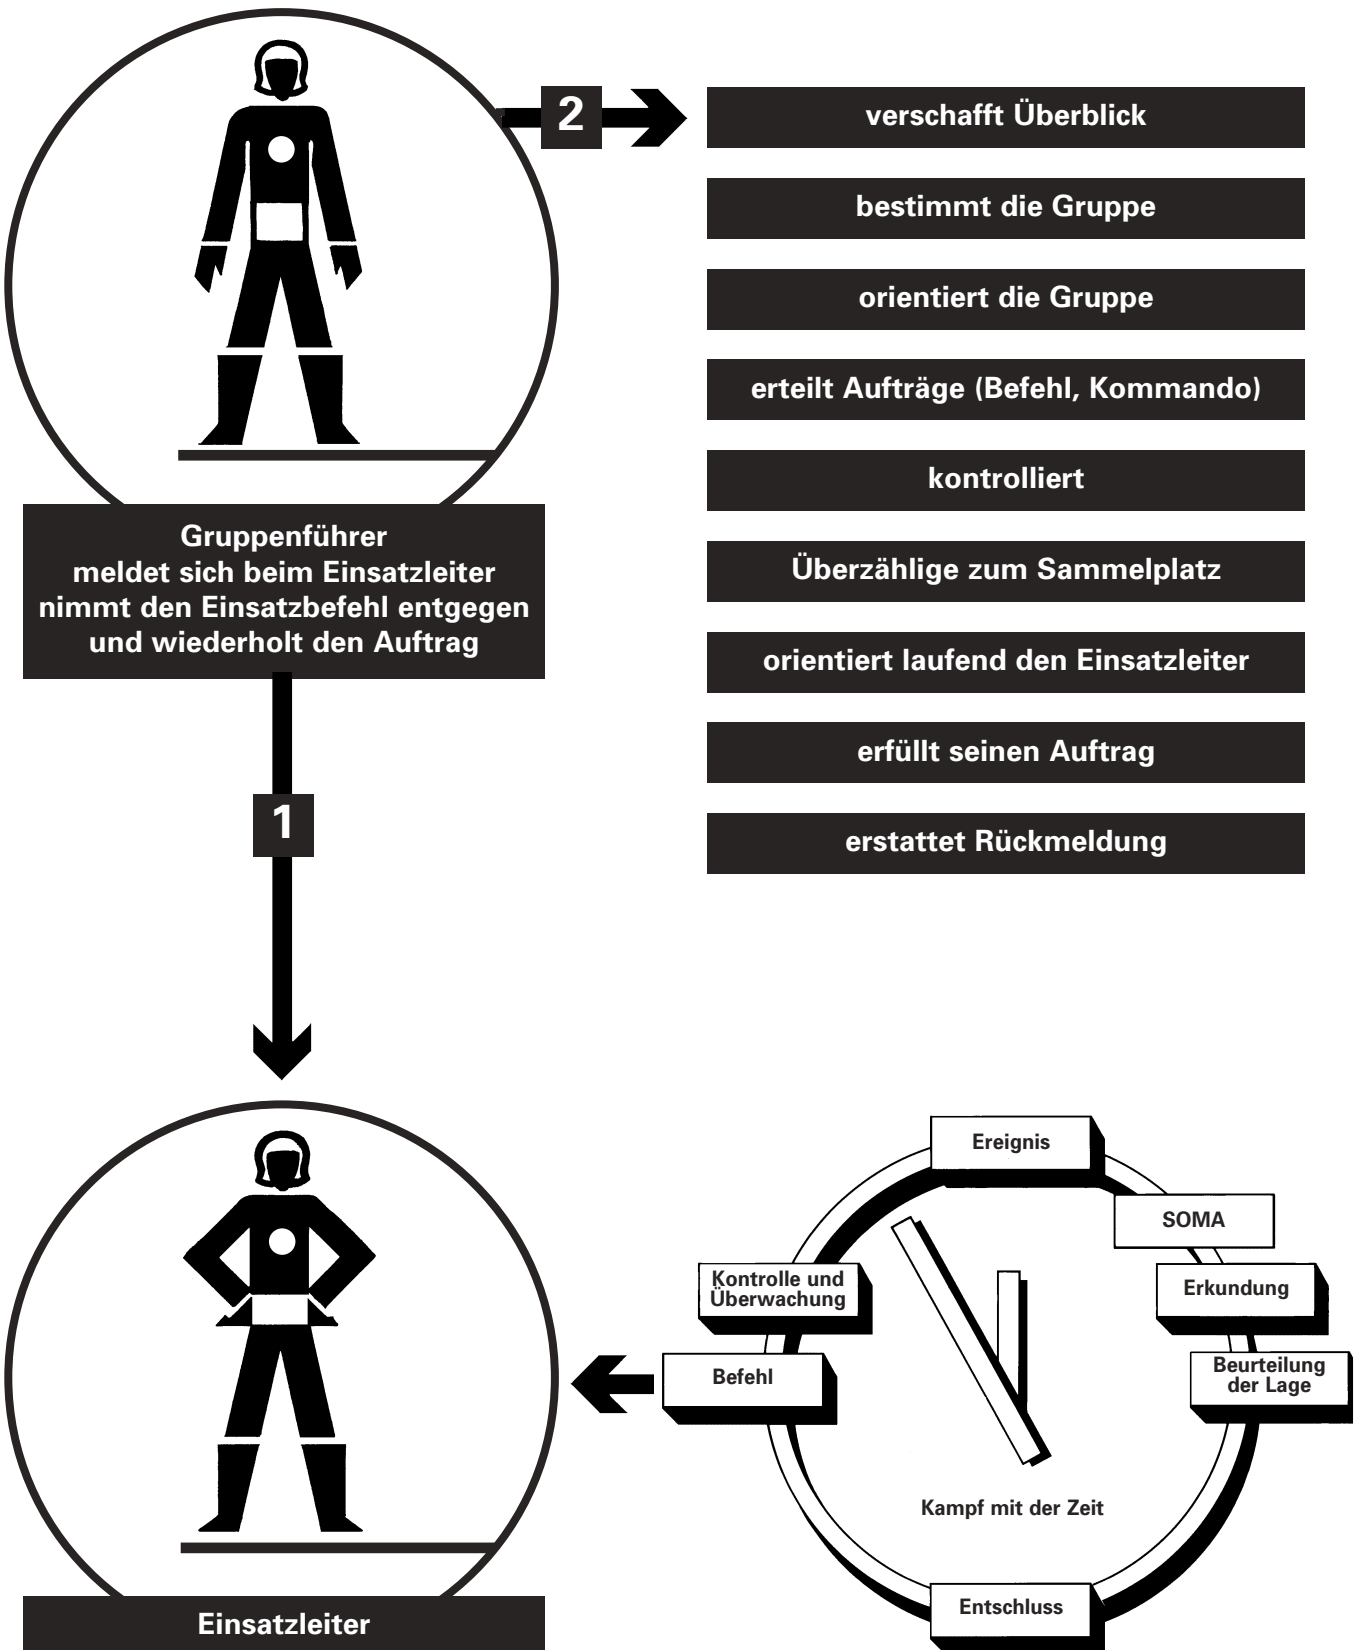 2
verschafft Überblick
bestimmt die Gruppe
orientiert die Gruppe
erteilt Aufträge (Befehl, Kommando)
kontrolliert
Überzählige zum Sammelplatz
orientiert laufend den Einsatzleiter
erfüllt seinen Auftrag
erstattet Rückmeldung
Gruppenführer
meldet sich beim Einsatzleiter
nimmt den Einsatzbefehl entgegen
und wiederholt den Auftrag
1
Einsatzleiter
Ereignis
SOMA
Erkundung
Beurteilung
der Lage
Entschluss
Befehl
Kontrolle und
Überwachung
Kampf mit der Zeit